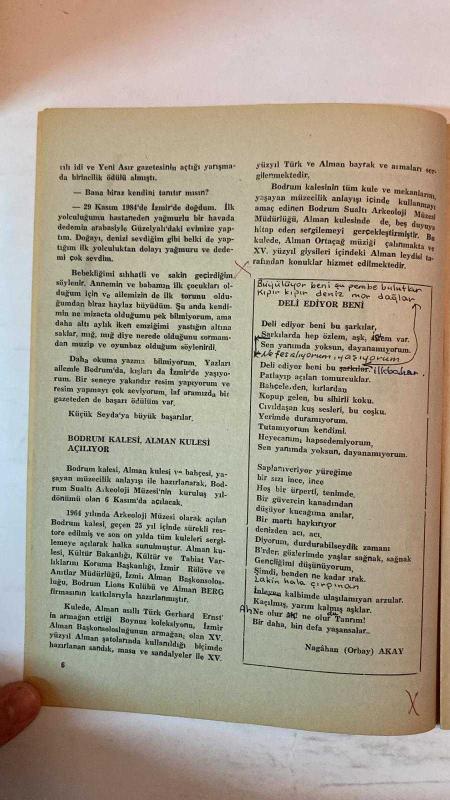 ıılı idi ve Yeni Asır gazetesinin açtığı yarışma-
da birincilik ödülü almıştı.
— Bana biraz kendini tanıtır mısın?
— 29 Kasım 1984'de İzmir'de doğdum. İlk
yolculuğumu hastaneden yağmurlu bir havada
dedemin arabasiyle Güzelyalı'daki evimize yap-
tım. Doğayı, denizi sevdiğim gibi belki de yap-
tığım ilk yolculuktan dolayı yağmuru ve dede-
mi çok sevdim.
Bebekliğimi sıhhatli ve sakin geçirdiğim
söylenir. Annemin ve babamın ilk çocukları ol-
duğum için ve ailemizin de ilk torunu oldu-
ğumdan biraz haylaz büyüdüm. Şu anda kendi-
min ne mizacta olduğumu pek bilmiyorum, ama
daha altı aylık iken emziğimi yastığın altına
saklar, mığ, mığ diye nerede olduğunu sormam-
dan muzip ve oyunbaz olduğum söylenirdi.
Daha okuma yazma bilmiyorum, Yazları
ailemle Bodrum'da, kışları da İzmir'de yaşıyo-
rum. Bir seneye yakındır resim yapıyorum ve
resim yapmayı çok seviyorum, laf aramızda bir
gazeteden de başarı ödülüm var.
Küçük Seyda'ya büyük başarılar.
BODRUM KALESİ, ALMAN KULESİ
AÇILIYOR
Bodrum kalesi, Alman kulesi ve bahçesi, ya-
şayan müzecilik anlayışı ile hazırlanarak, Bod-
rum Sualtı Arkeoloji Müzesi'nin kuruluş yıl-
dönümü olan 6 Kasım'da açılacak.
1964 yılında Arkeoloji Müzesi olarak açılan
Bodrum kalesi, geçen 25 yıl içinde sürekli res-
tore edilmiş ve son on yılda tüm kuleleri sergi-
lemeye açılarak halka sunulmuştur. Alman ku-
lesi, Kültür Bakanlığı, Kültür ve Tabiat Var-
lıklarını Koruma Başkanlığı, İzmir Rölöve ve
Anıtlar Müdürlüğü, İzmir, Alman Başkonsolos-
luğu, Bodrum Lions Kulübü ve Alman BERG
firmasının katkılarıyla hazırlanmıştır.
Kulede, Alman asıllı Türk Gerhard Ernst'
in armağan ettiği Boynuz koleksiyonu, İzmir
Alman Başkonsolosluğunun armağanı olan XV.
yüzyıl Alman şatolarında kullanıldığı biçimde
hazırlanan sandık, masa ve sandalyeler ile XV.
6
yüzyıl Türk ve Alman bayrak ve armaları ser-
gilenmektedir.
Bodrum kalesinin tüm kule ve mekanlarını,
yaşayan müzecilik anlayışı içinde kullanmayı
amaç edinen Bodrum Sualtı Arkeoloji Müzesi
Müdürlüğü, Alman kulesinde de, beş duyuya
hitap eden sergilemeyi gerçekleştirmiştir. Bu
kulede, Alman Ortaçağ müziği çalınmakta ve
XV. yüzyıl giysileri içindeki Alman leydisi ta-
rafından konuklar hizmet edilmektedir.
Büyülüyor beni şu pembe bulutlar
Kıpır kıpır deniz mor dağlar
DELİ EDİYOR BENİ
Deli ediyor beni bu şarkılar,
Şarkılarda hep özlem, aşk, istem var.
Sen yanımda yoksun, dayanamıyorum.
nefes alıyorum, yaşıyorum
Deli ediyor beni bu şarkılar. ilkbahar.
Patlayıp açılan tomurcuklar.
Bahçeleden, kırlardan
Kopup gelen, bu sihirli koku.
Cıvıldaşan kuş sesleri, bu coşku.
Yerimde duramıyorum.
Tutamıyorum kendimi.
Heyecanımı hapsedemiyorum,
Sen yanımda yoksun, dayanamıyorum.
Saplanıveriyor yüreğime
bir sızı ince, ince
Hoş bir ürperti, tenimde,
Bir güvercin kanadından
düşüyor kucağıma anılar,
Bir martı haykırıyor
denizden acı, acı,
Diyorum, durdurabilseydik zamanı
Birden gözlerimde yaşlar sağnak, sağnak
Gençliğimi düşünüyorum,
Şimdi, benden ne kadar ırak.
Lakin hala çırpınan
İnleyen kalbimde ulaşılamıyan arzular.
Kaçılmış, yarım kalmış aşklar.
Ah Ne olur ne olur Tanrım!
Bir daha, bin defa yaşansalar..
Nagâhan (Orbay) AKAY